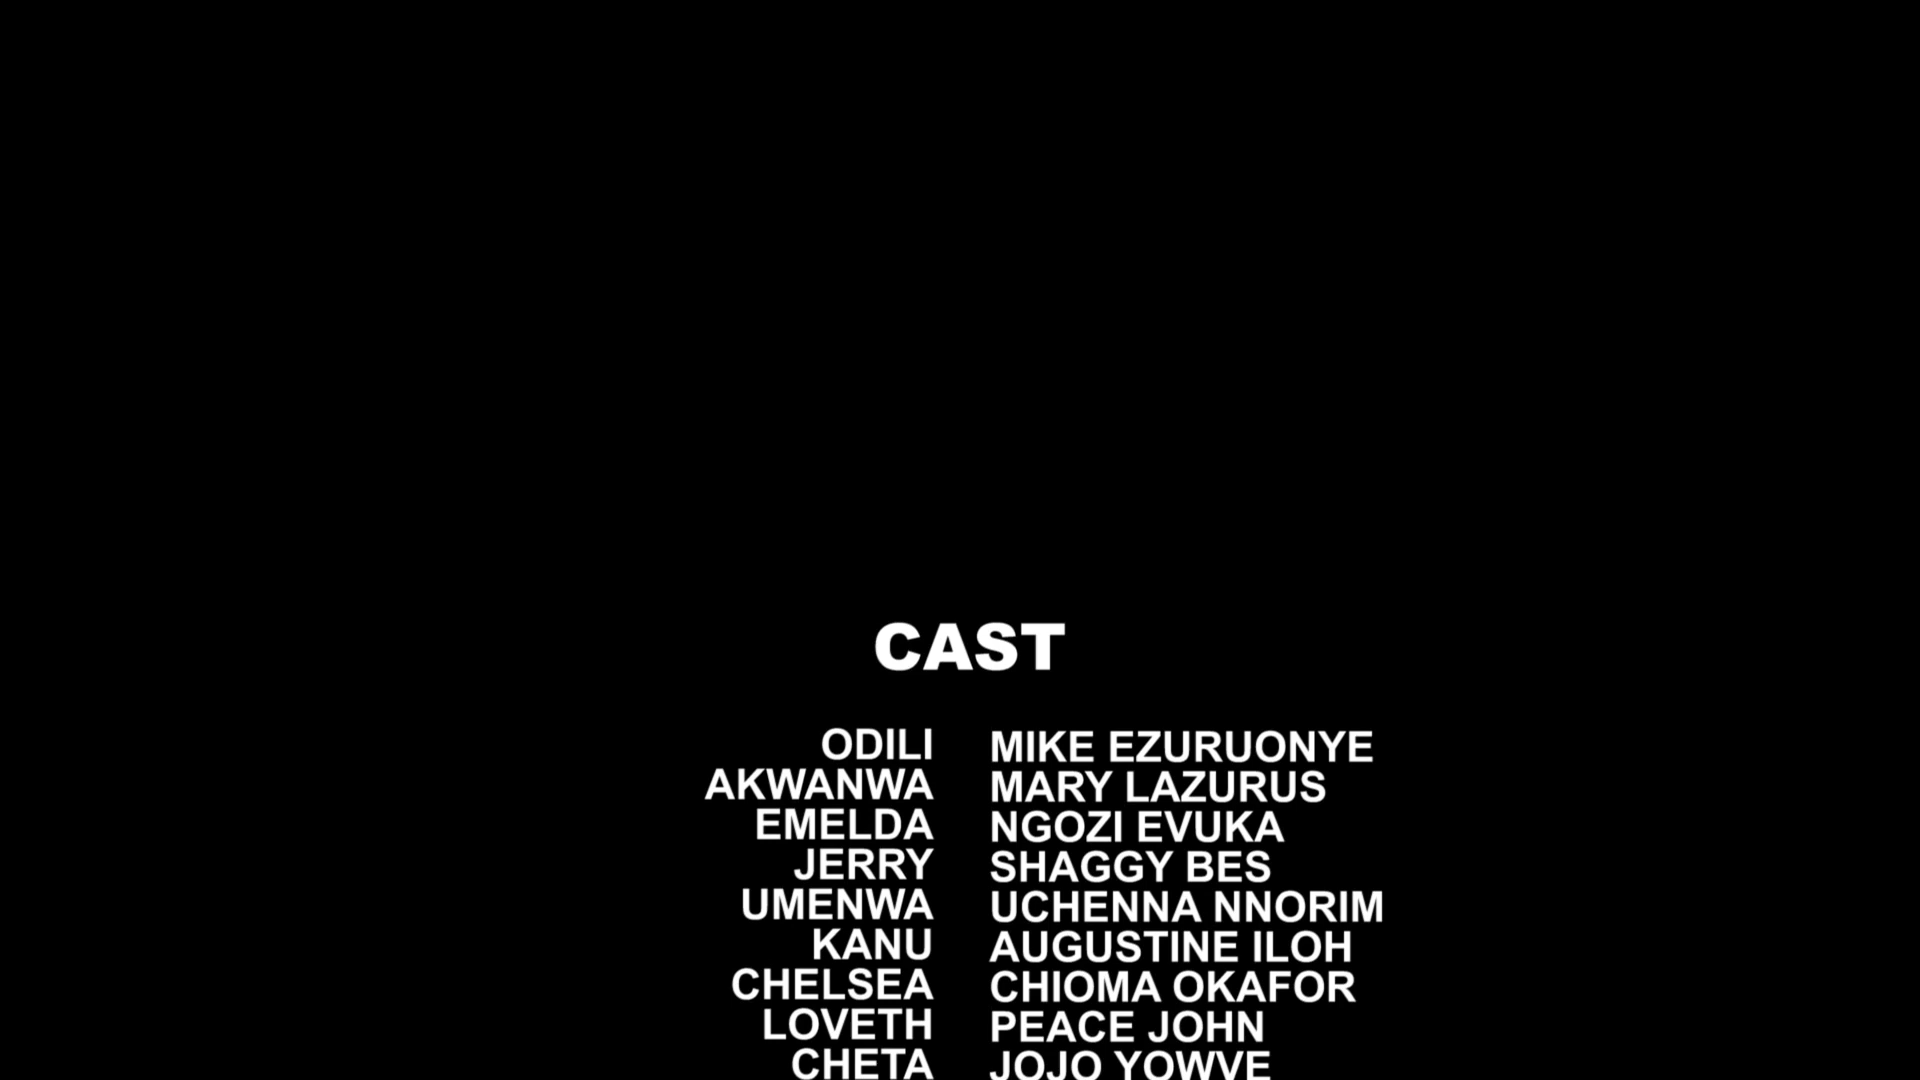 CAST
ODILI MIKE EZURUONYE
AKWANWA MARY LAZURUS
EMELDA NGOZI EVUKA
JERRY SHAGGY BES
UMENWA UCHENNA NNORIM
KANU AUGUSTINE ILOH
CHELSEA CHIOMA OKAFOR
LOVETH PEACE JOHN
CHETA JOJO YOWVE